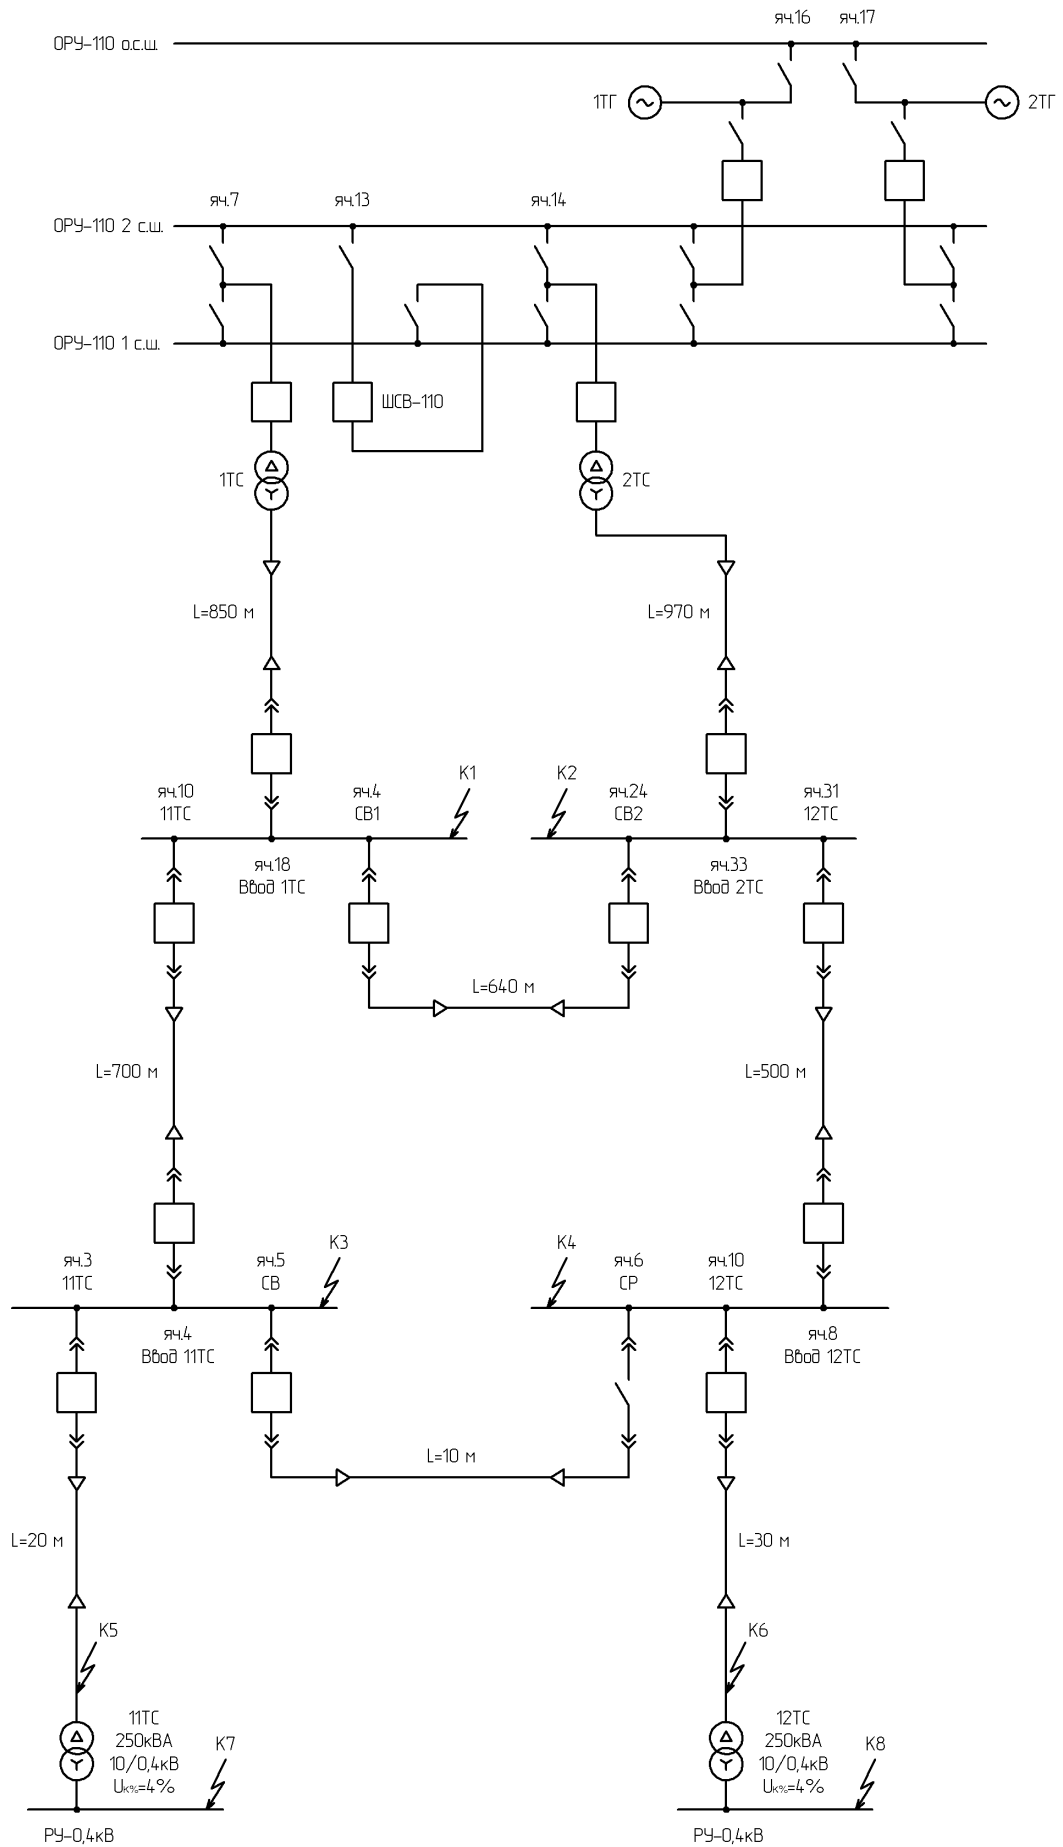 яч.16
яч.17
ОРУ-110 о.с.ш.
1ТГ
2ТГ
яч.7
яч.13
яч.14
ОРУ-110 2 с.ш.
ОРУ-110 1 с.ш.
ШСВ-110
1ТС
2ТС
L=850 м
L=970 м
К1
К2
яч.10
11ТС
яч.4
СВ1
яч.24
СВ2
яч.31
12ТС
яч.18
Ввод 1ТС
яч.33
Ввод 2ТС
L=640 м
L=700 м
L=500 м
К3
К4
яч.3
11ТС
яч.5
СВ
яч.6
СР
яч.10
12ТС
яч.4
Ввод 11ТС
яч.8
Ввод 12ТС
L=10 м
L=20 м
L=30 м
К5
К6
11ТС
250кВА
10/0,4кВ
Uк%=4%
К7
12ТС
250кВА
10/0,4кВ
Uк%=4%
К8
РУ-0,4кВ
РУ-0,4кВ